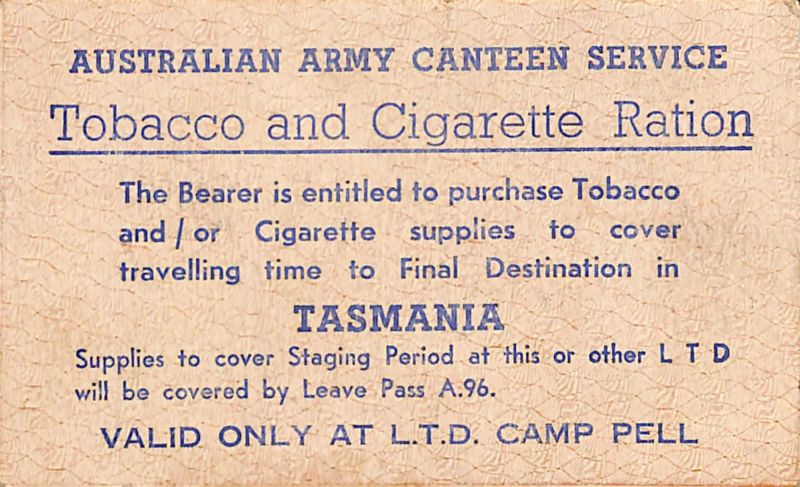 AUSTRALIAN ARMY CANTEEN SERVICE
Tobacco and Cigarette Ration
The Bearer is entitled to purchase Tobacco
and / or Cigarette supplies to cover
travelling time to Final Destination in
TASMANIA
Supplies to cover Staging Period at this or other L T D
will be covered by Leave Pass A.96.
VALID ONLY AT L.T.D. CAMP PELL